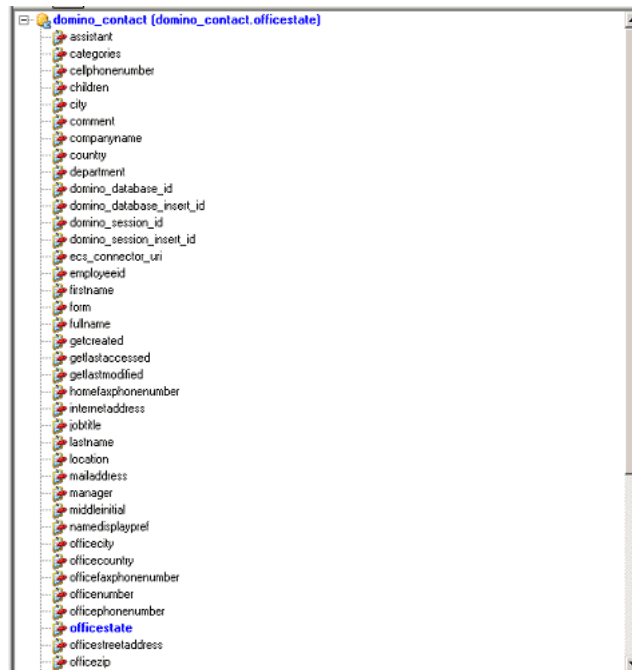 domino_contact (domino_contact.officestate)
assistant
categories
cellphonenumber
children
city
comment
companyname
country
department
domino_database_id
domino_database_insert_id
domino_session_id
domino_session_insert_id
ecs_connector_uri
employeeid
firstname
form
fullname
getcreated
getlastaccessed
getlastmodified
homefaxphonenumber
internetaddress
jobtitle
lastname
location
mailaddress
manager
middleinitial
namedisplaypref
officecity
officecountry
officefaxphonenumber
officenumber
officephonenumber
officestate
officestreetaddress
officezip